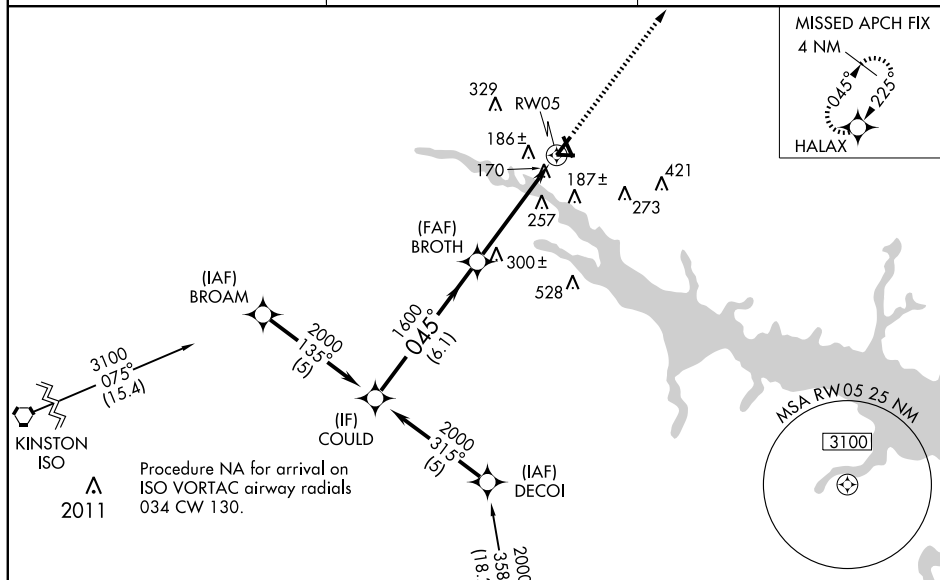 MISSED APCH FIX
4 NM
045°
225°
HALAX
329
RW05
186±
170
187±
421
257
273
(FAF)
BROTH
300±
528
(IAF)
BROAM
2000
135°
(5)
1600
045°
(6.1)
3100
075°
(15.4)
KINSTON
ISO
(IF)
COULD
2000
315°
(5)
(IAF)
DECOI
2011
Procedure NA for arrival on
ISO VORTAC airway radials
034 CW 130.
MSA RW 05 25 NM
3100
2000
358